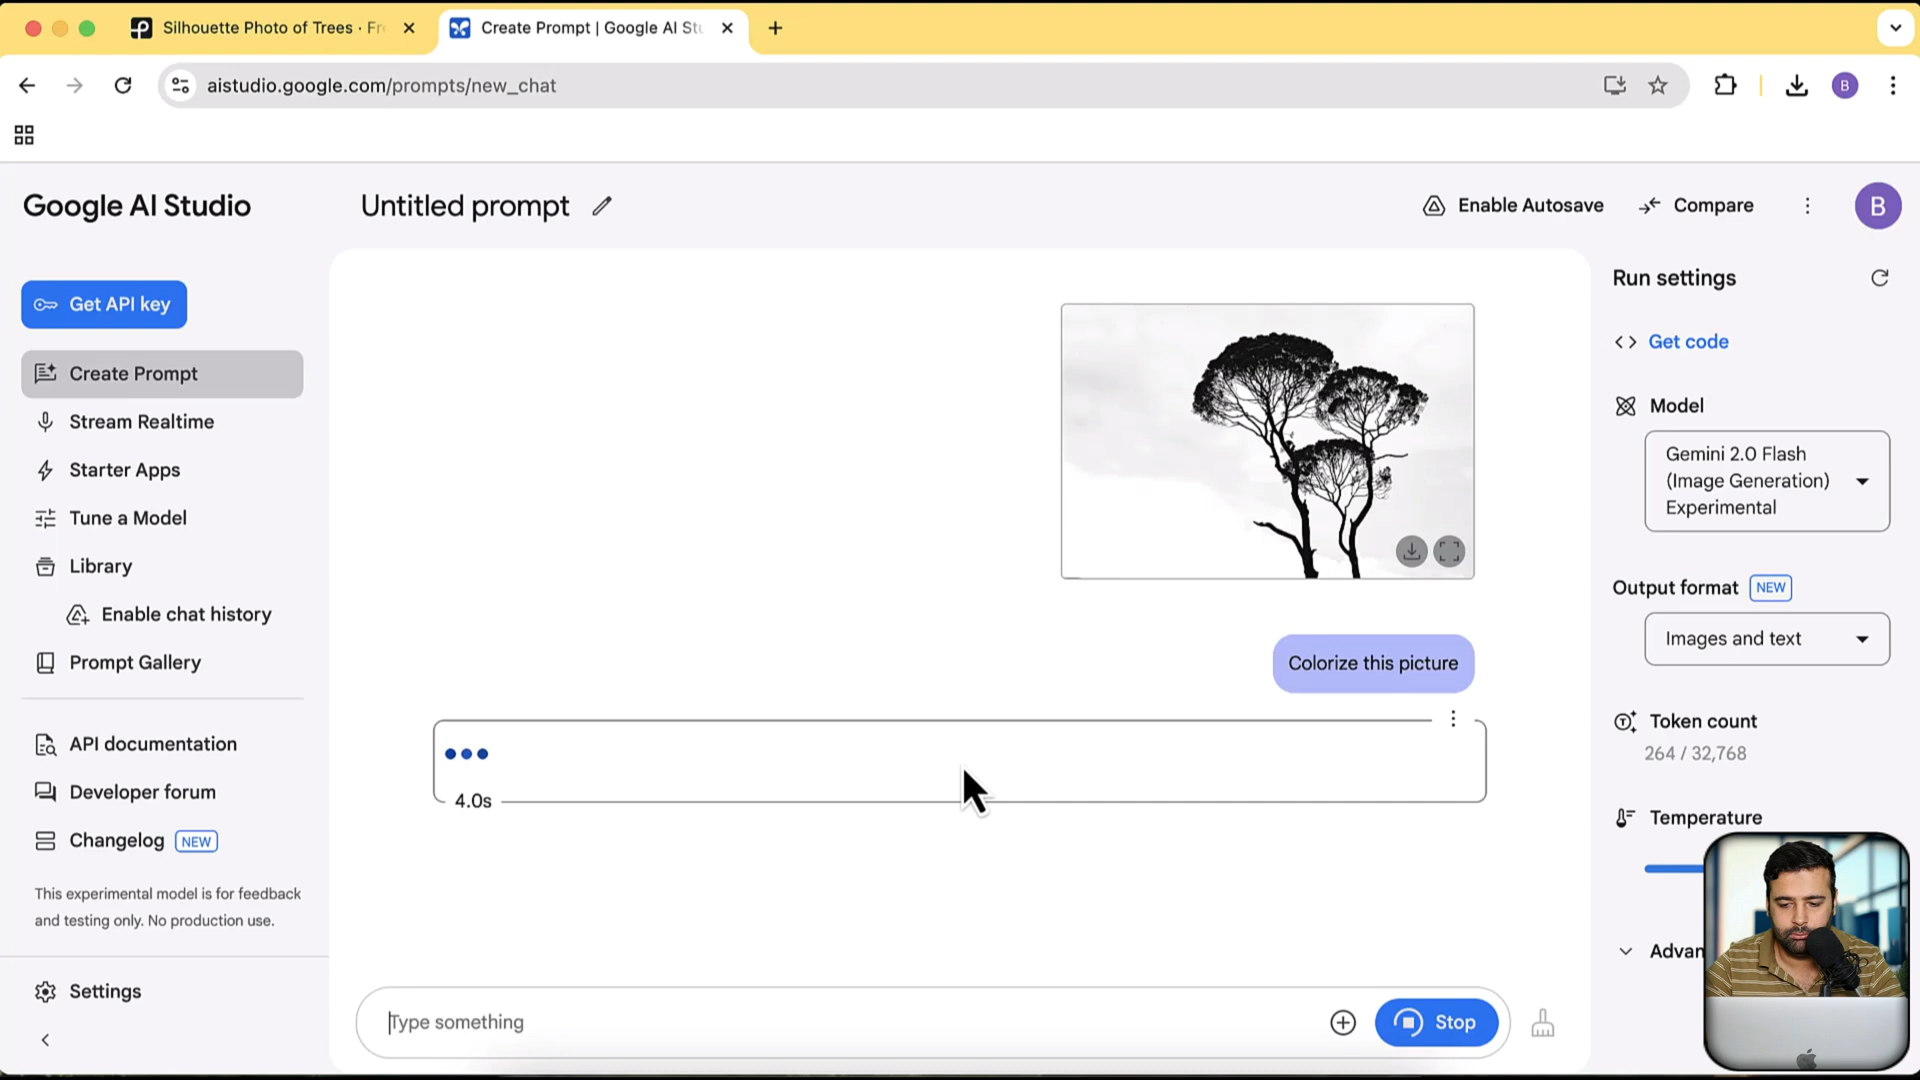 Silhouette Photo of Trees · Fr
Create Prompt | Google AI Stu
aistudio.google.com/prompts/new_chat
B
Google AI Studio
Untitled prompt
Enable Autosave
Compare
B
Get API key
Create Prompt
Stream Realtime
Starter Apps
Tune a Model
Library
Enable chat history
Prompt Gallery
API documentation
Developer forum
Changelog NEW
This experimental model is for feedback
and testing only. No production use.
Settings
Colorize this picture
4.0s
Type something
Stop
Run settings
Get code
Model
Gemini 2.0 Flash
(Image Generation)
Experimental
Output format NEW
Images and text
Token count
264 / 32,768
Temperature
Advan